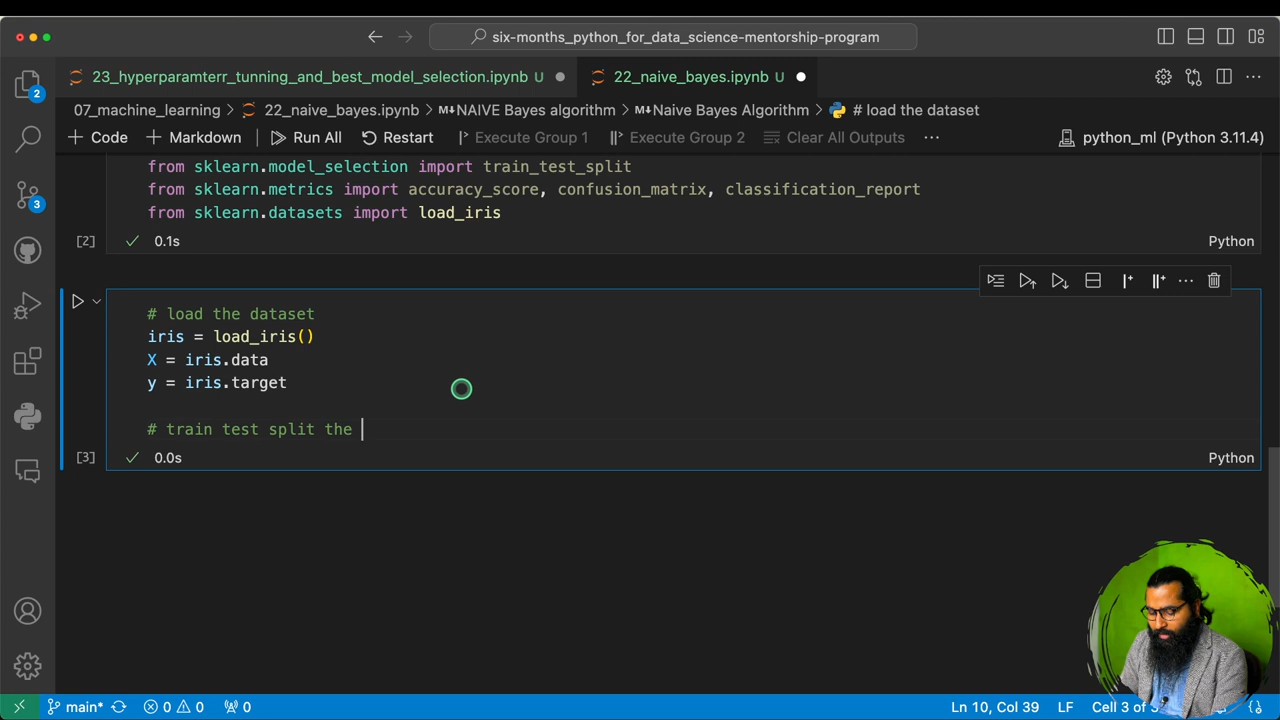 six-months_python_for_data_science-mentorship-program
23_hyperparamterr_tunning_and_best_model_selection.ipynb U
22_naive_bayes.ipynb U
07_machine_learning > 22_naive_bayes.ipynb > M↓NAIVE Bayes algorithm > M↓Naive Bayes Algorithm > # load the dataset
+ Code + Markdown Run All Restart Execute Group 1 Execute Group 2 Clear All Outputs ... python_ml (Python 3.11.4)
from sklearn.model_selection import train_test_split
from sklearn.metrics import accuracy_score, confusion_matrix, classification_report
from sklearn.datasets import load_iris
[2] 0.1s Python
# load the dataset
iris = load_iris()
X = iris.data
y = iris.target
# train test split the
[3] 0.0s Python
2
3
main* 0 0 0 Ln 10, Col 39 LF Cell 3 of